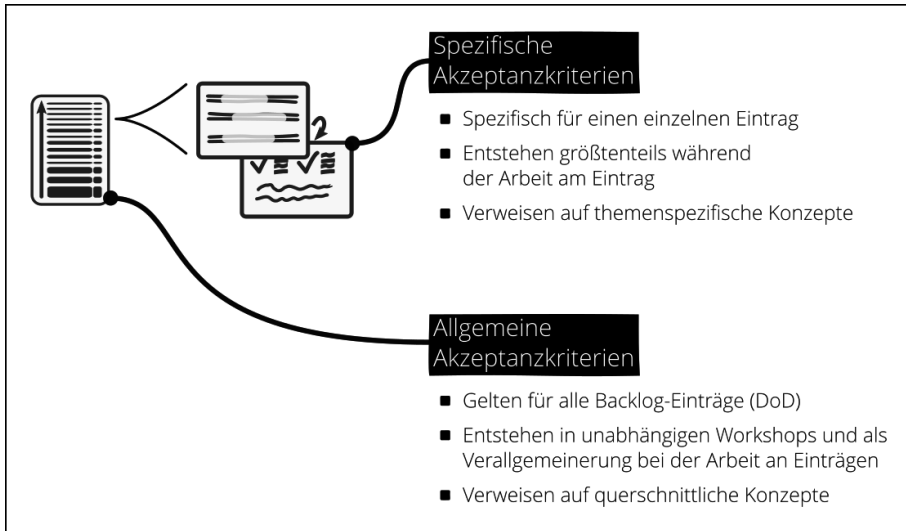 Spezifische
Akzeptanzkriterien
■ Spezifisch für einen einzelnen Eintrag
■ Entstehen größtenteils während
der Arbeit am Eintrag
■ Verweisen auf themenspezifische Konzepte
Allgemeine
Akzeptanzkriterien
■ Gelten für alle Backlog-Einträge (DoD)
■ Entstehen in unabhängigen Workshops und als
Verallgemeinerung bei der Arbeit an Einträgen
■ Verweisen auf querschnittliche Konzepte